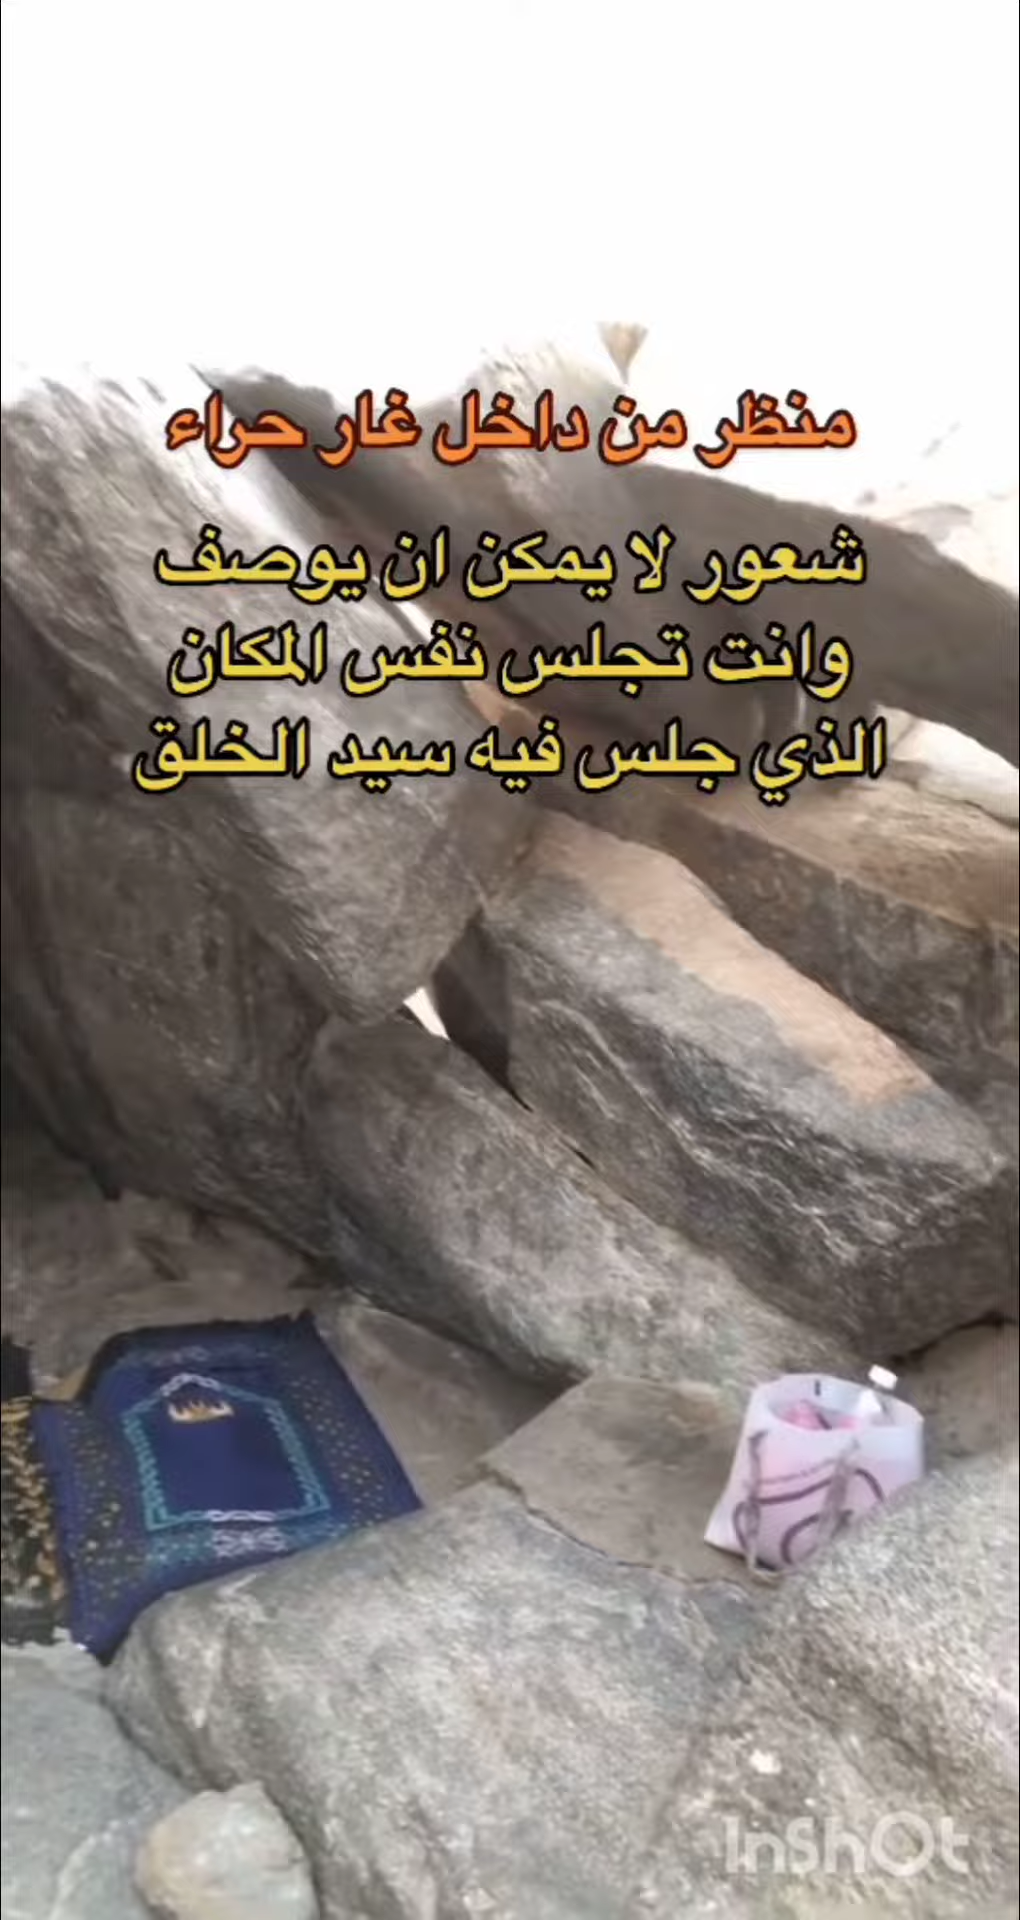 منظر من داخل غار حراء
شعور لا يمكن ان يوصف
وانت تجلس نفس المكان
الذي جلس فيه سيد الخلق
InShOt